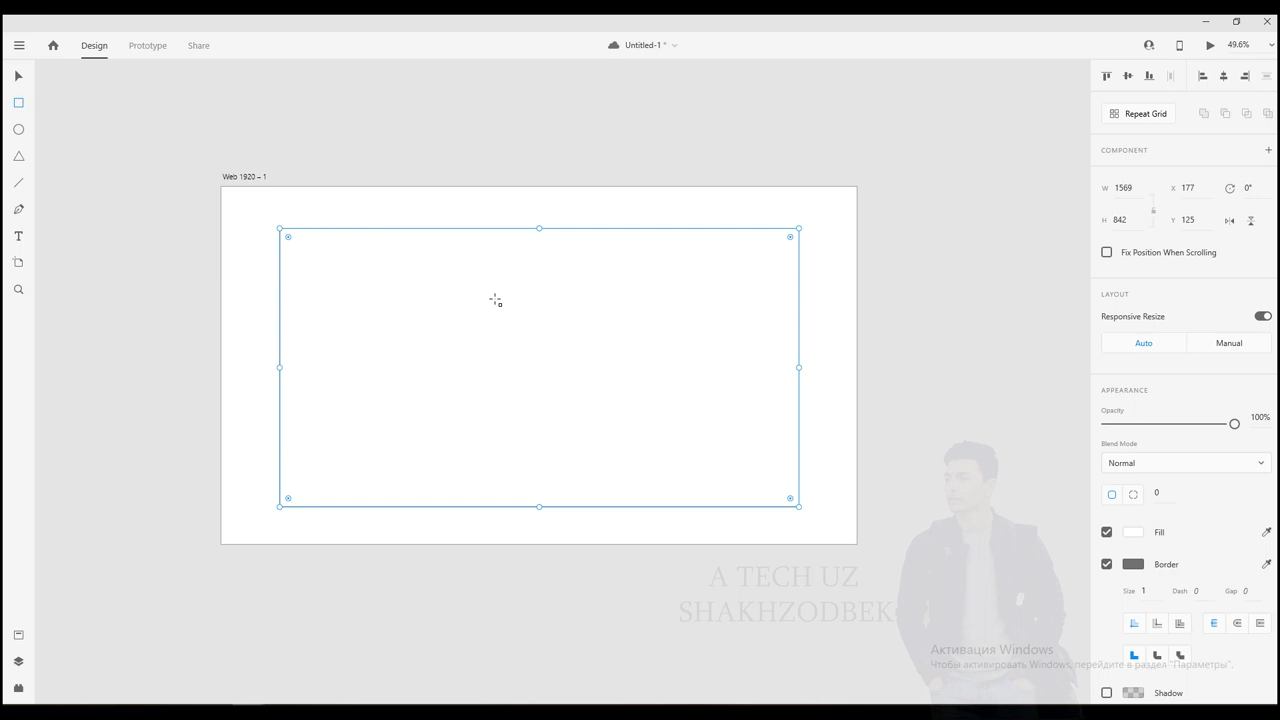 Design
Prototype
Share
Untitled-1 *
49.6%
Repeat Grid
COMPONENT
Web 1920 – 1
W 1569 X 177 0°
H 842 Y 125
Fix Position When Scrolling
LAYOUT
Responsive Resize
Auto
Manual
APPEARANCE
Opacity
100%
Blend Mode
Normal
0
Fill
Border
Size 1 Dash 0 Gap 0
Shadow
A TECH UZ
SHAKHZODBEK
Активация Windows
Чтобы активировать Windows, перейдите в раздел "Параметры".